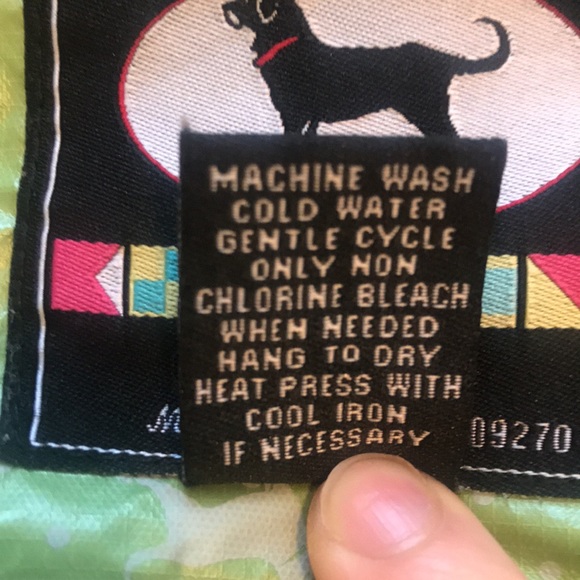 MACHINE WASH
COLD WATER
GENTLE CYCLE
ONLY NON
CHLORINE BLEACH
WHEN NEEDED
HANG TO DRY
HEAT PRESS WITH
COOL IRON
IF NECESSARY
09270